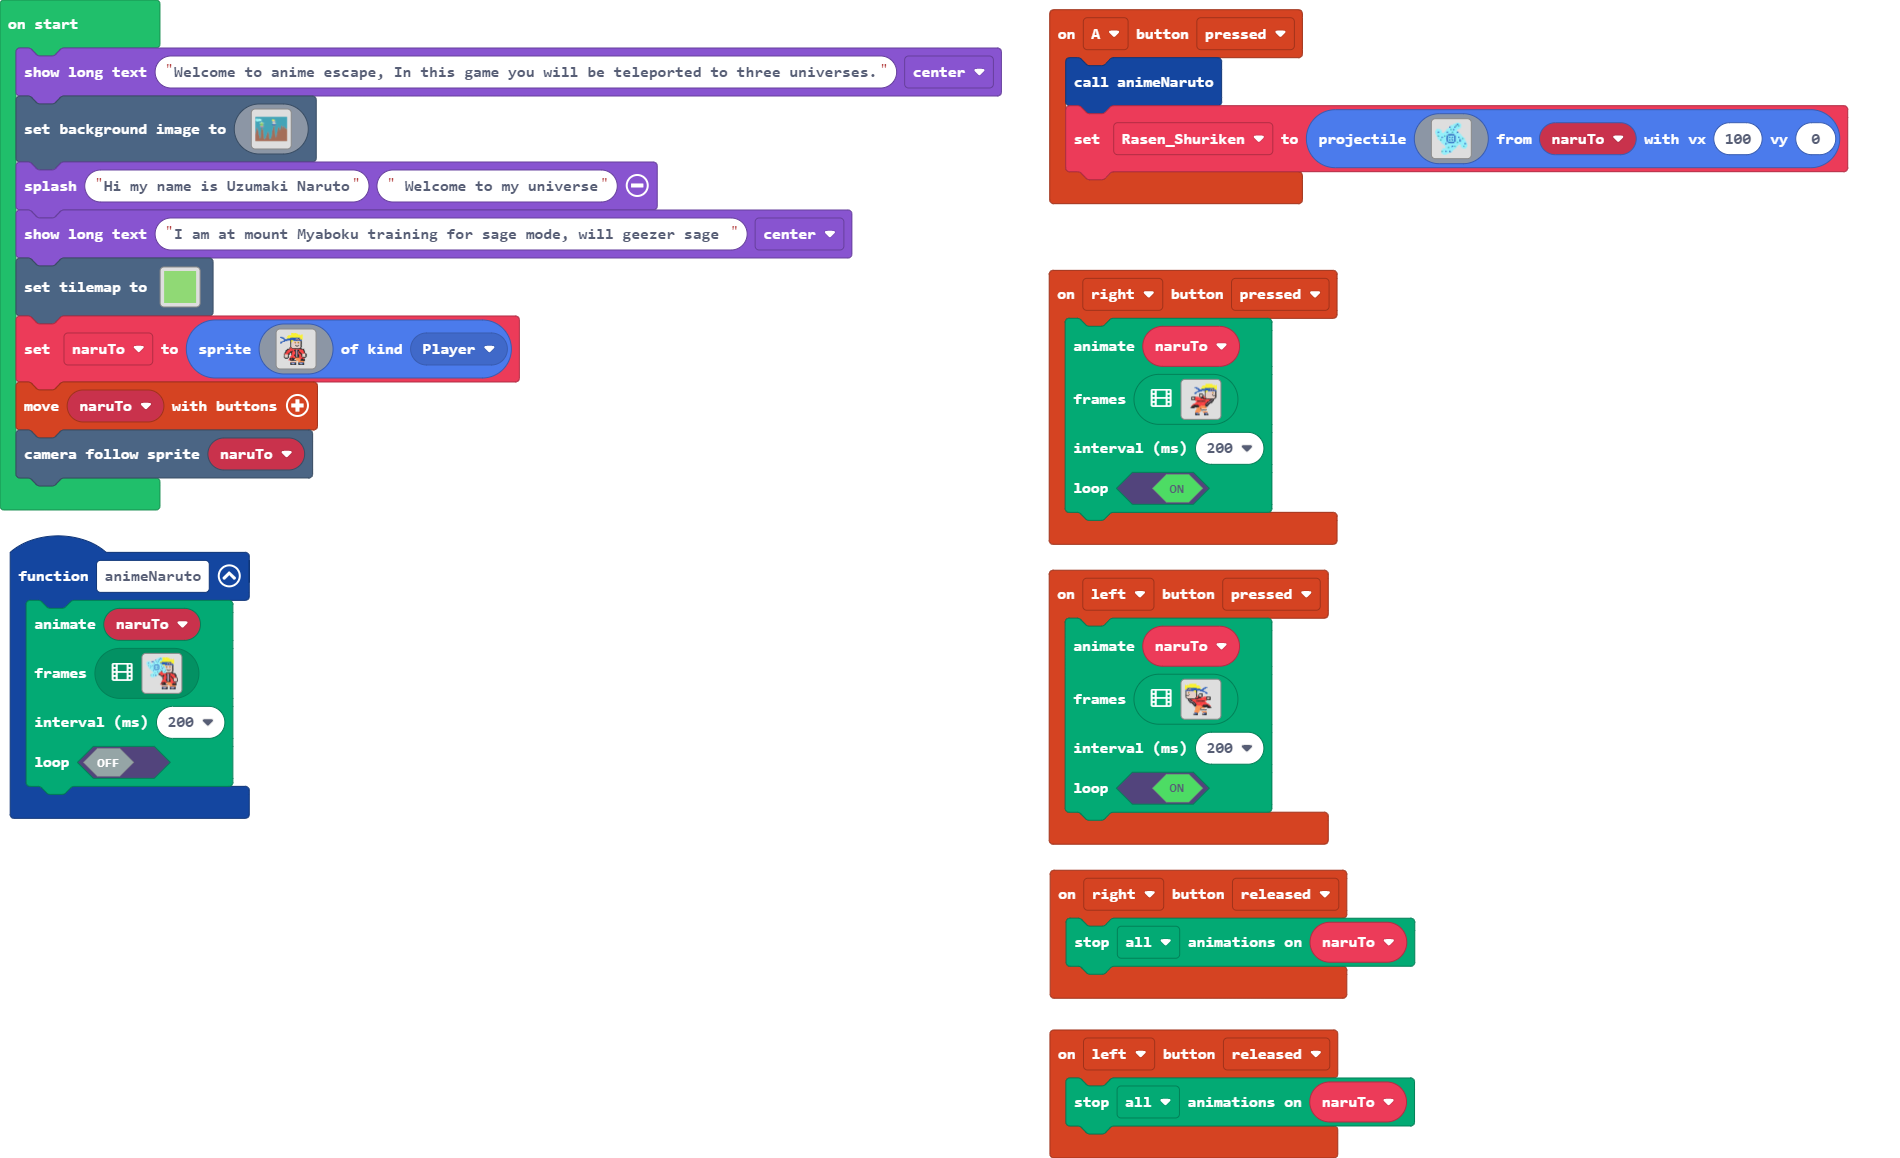 on start
show long text "Welcome to anime escape, In this game you will be teleported to three universes." center
set background image to
splash "Hi my name is Uzumaki Naruto" " Welcome to my universe"
show long text "I am at mount Myaboku training for sage mode, will geezer sage " center
set tilemap to
set naruTo to sprite of kind Player
move naruTo with buttons
camera follow sprite naruTo
function animeNaruto
animate naruTo
frames
interval (ms) 200
loop OFF
on A button pressed
call animeNaruto
set Rasen_Shuriken to projectile from naruTo with vx 100 vy 0
on right button pressed
animate naruTo
frames
interval (ms) 200
loop ON
on left button pressed
animate naruTo
frames
interval (ms) 200
loop ON
on right button released
stop all animations on naruTo
on left button released
stop all animations on naruTo